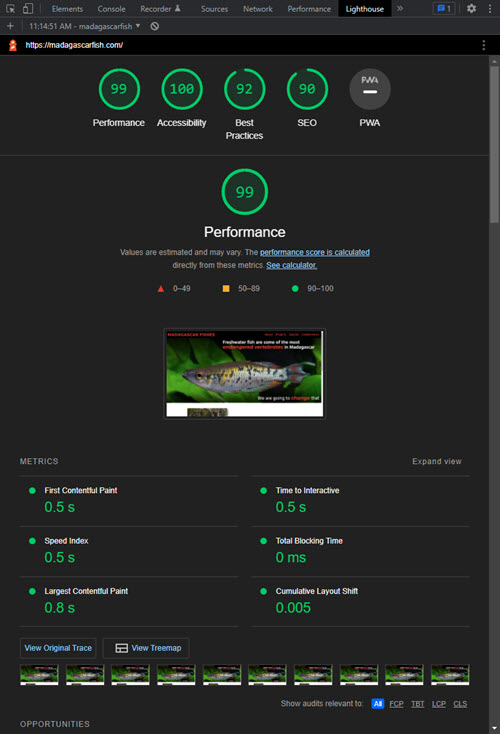 Elements Console Recorder Sources Network Performance Lighthouse » 1
+ 11:14:51 AM - madagascarfish
https://madagascarfish.com/
99 100 92 90 PWA
Performance Accessibility Best Practices SEO PWA
99
Performance
Values are estimated and may vary. The performance score is calculated
directly from these metrics. See calculator.
0–49 50–89 90–100
MADAGASCAR FISHES
Freshwater fish are some of the most
endangered vertebrates in Madagascar
We are going to change that
METRICS Expand view
First Contentful Paint Time to Interactive
0.5 s 0.5 s
Speed Index Total Blocking Time
0.5 s 0 ms
Largest Contentful Paint Cumulative Layout Shift
0.8 s 0.005
View Original Trace View Treemap
Show audits relevant to: All FCP TBT LCP CLS
OPPORTUNITIES